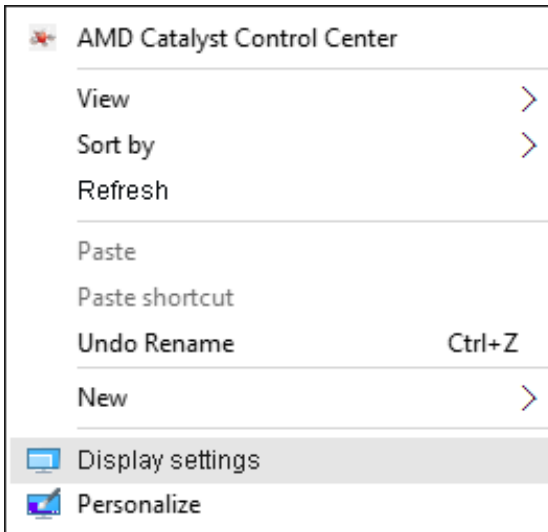 AMD Catalyst Control Center
View
Sort by
Refresh
Paste
Paste shortcut
Undo Rename Ctrl+Z
New
Display settings
Personalize